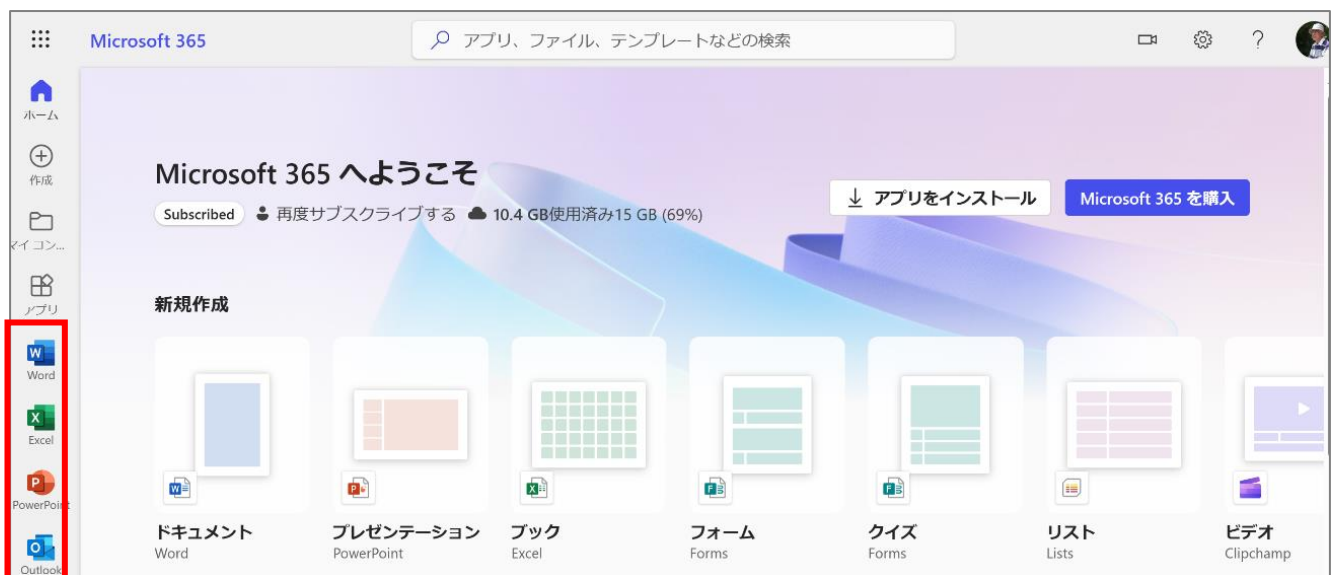 Microsoft 365
アプリ、ファイル、テンプレートなどの検索
?
ホーム
作成
マイ コン...
アプリ
Word
Excel
PowerPoint
Outlook
Microsoft 365 へようこそ
Subscribed 再度サブスクライブする 10.4 GB使用済み15 GB (69%)
アプリをインストール
Microsoft 365 を購入
新規作成
ドキュメント
Word
プレゼンテーション
PowerPoint
ブック
Excel
フォーム
Forms
クイズ
Forms
リスト
Lists
ビデオ
Clipchamp